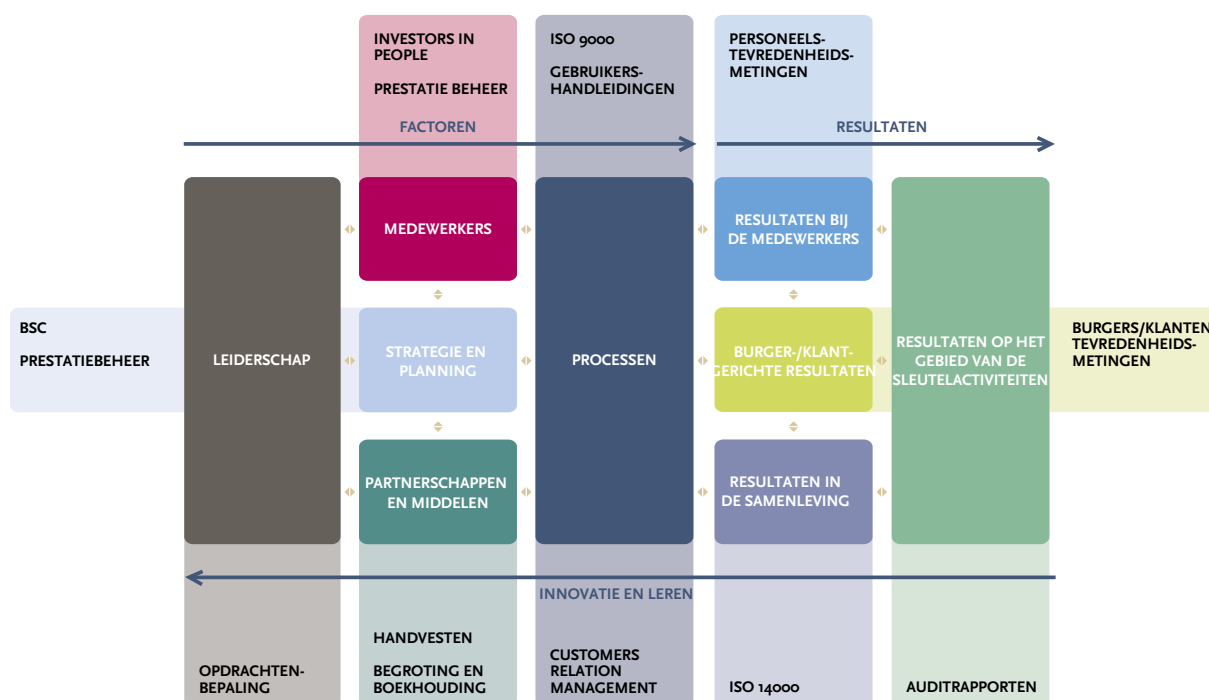 INVESTORS IN
PEOPLE
PRESTATIE BEHEER
ISO 9000
GEBRUIKERS-
HANDLEIDINGEN
PERSONEELS-
TEVREDENHEIDS-
METINGEN
FACTOREN
RESULTATEN
MEDEWERKERS
RESULTATEN BIJ
DE MEDEWERKERS
BSC
PRESTATIEBEHEER
LEIDERSCHAP
STRATEGIE EN
PLANNING
PROCESSEN
BURGER-/KLANT-
GERICHTE RESULTATEN
RESULTATEN OP HET
GEBIED VAN DE
SLEUTELACTIVITEITEN
BURGERS/KLANTEN
TEVREDENHEIDS-
METINGEN
PARTNERSCHAPPEN
EN MIDDELEN
RESULTATEN IN
DE SAMENLEVING
INNOVATIE EN LEREN
OPDRACHTEN-
BEPALING
HANDVESTEN
BEGROTING EN
BOEKHOUDING
CUSTOMERS
RELATION
MANAGEMENT
ISO 14000
AUDITRAPPORTEN